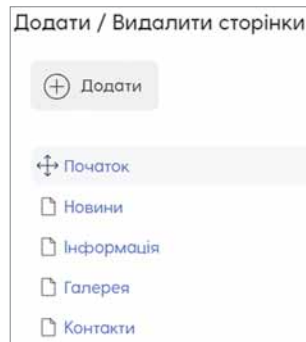 Додати / Видалити сторінки
Додати
Початок
Новини
Інформація
Галерея
Контакти